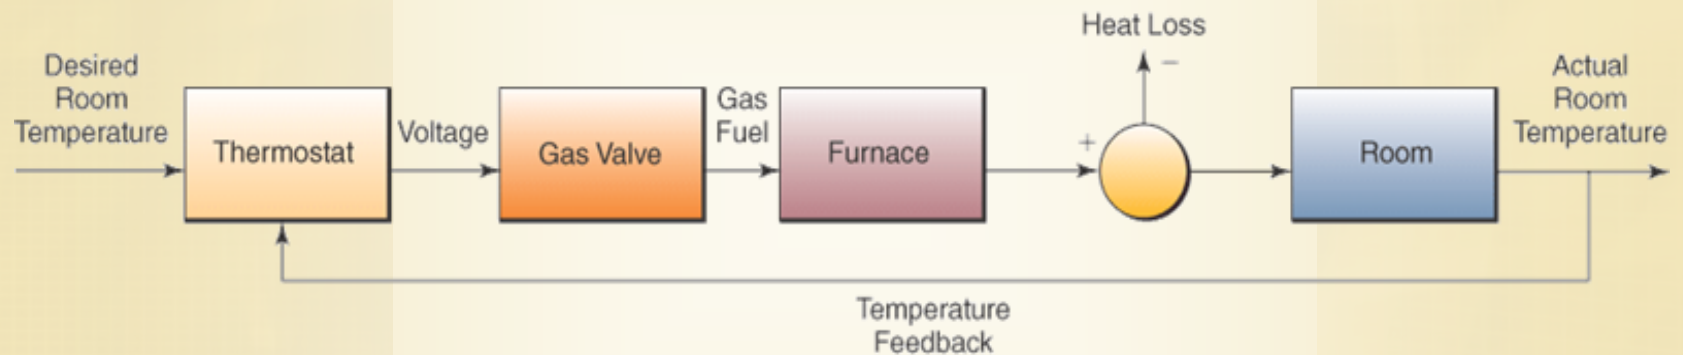 Desired
Room
Temperature
Thermostat
Voltage
Gas Valve
Gas
Fuel
Furnace
+
Heat Loss
−
Room
Actual
Room
Temperature
Temperature
Feedback